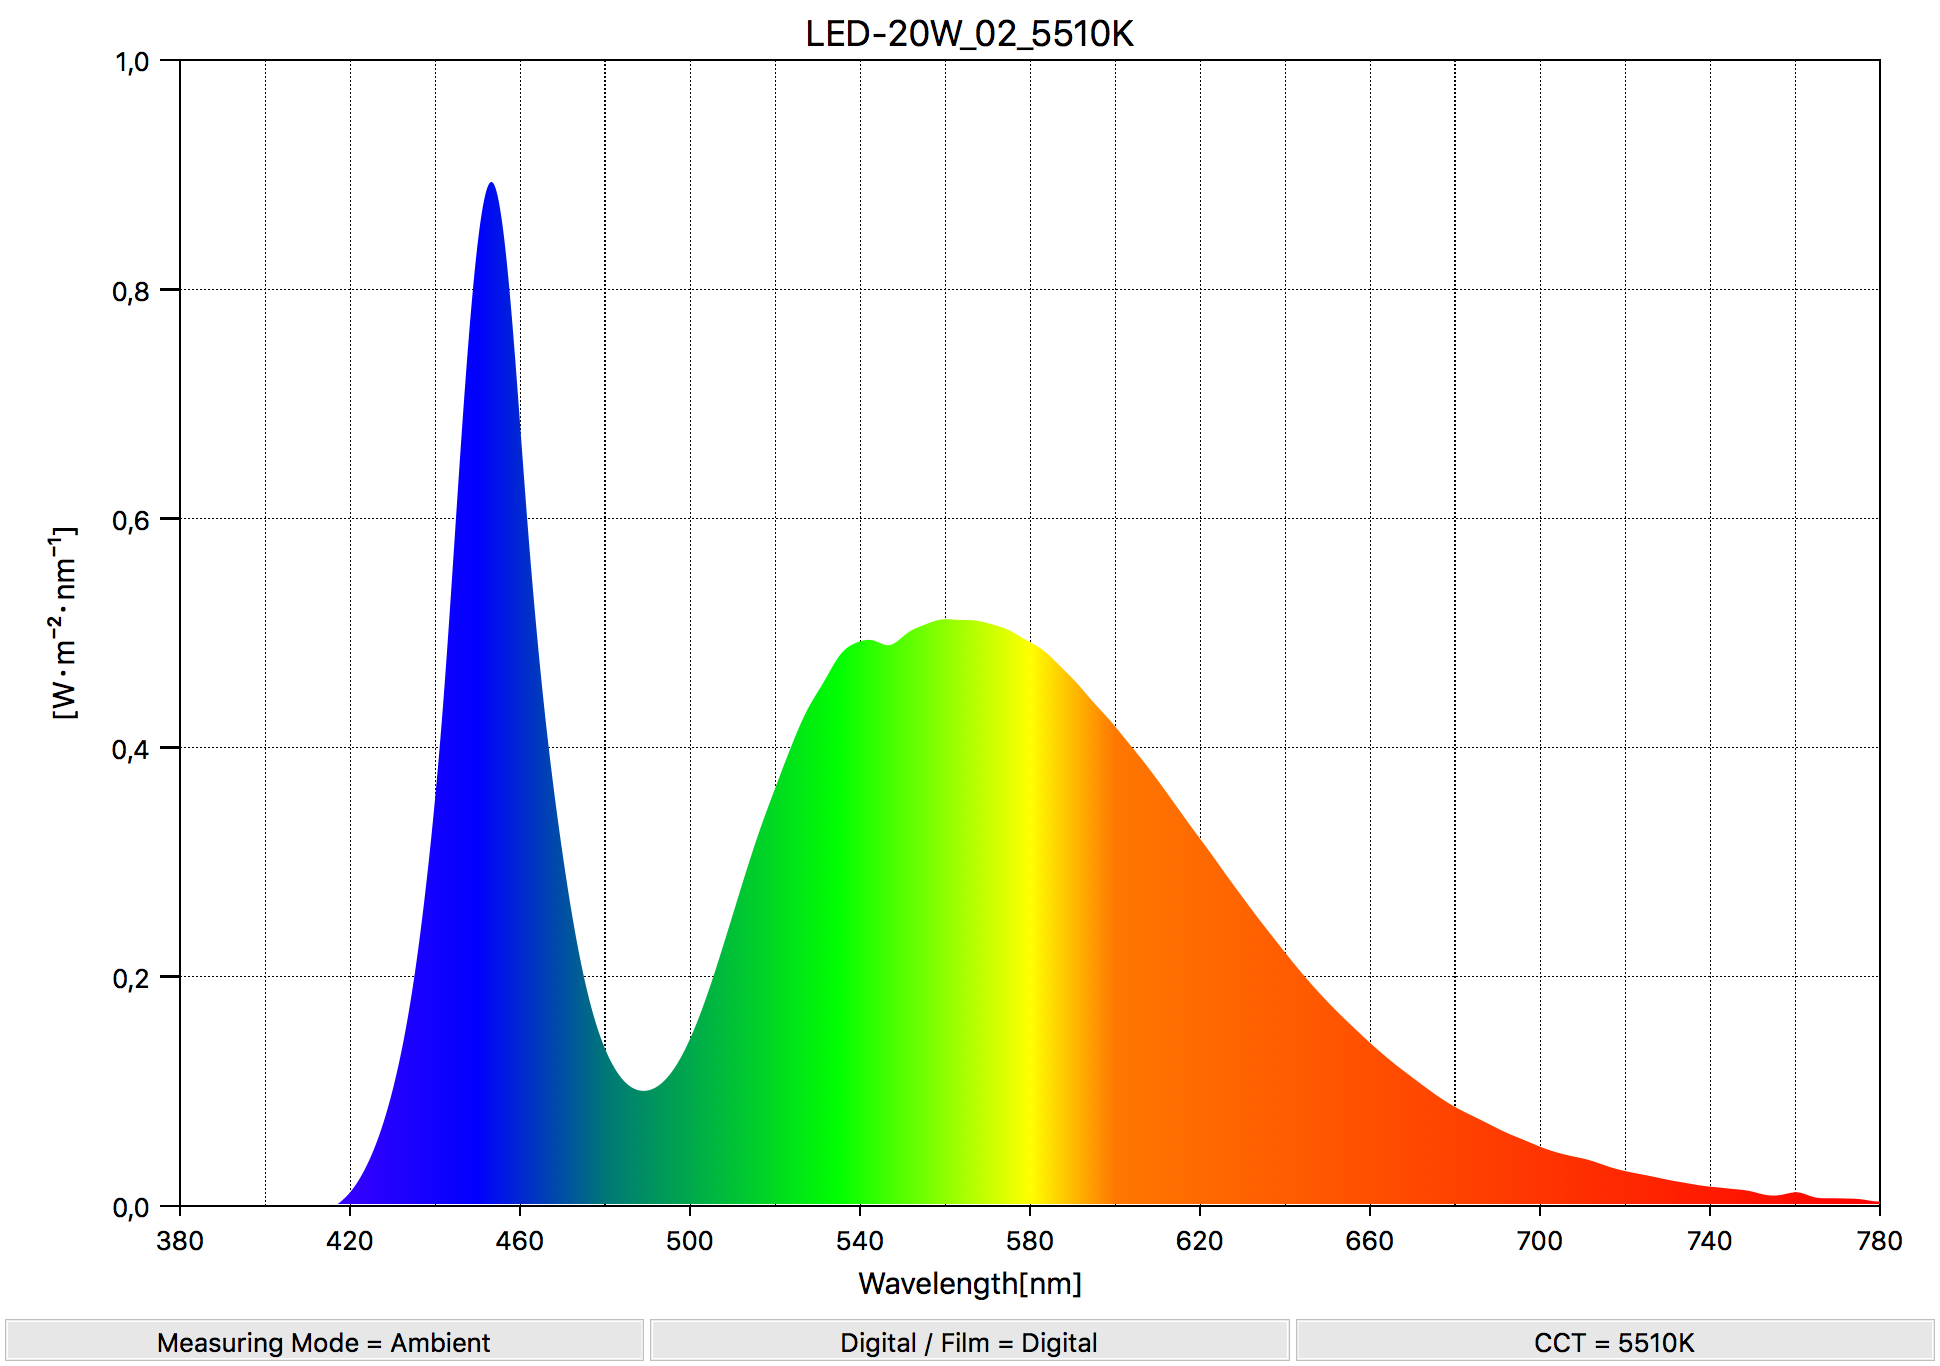 LED-20W_02_5510K
1,0
0,8
0,6
0,4
0,2
0,0
[W·m⁻²·nm⁻¹]
380 420 460 500 540 580 620 660 700 740 780
Wavelength[nm]
Measuring Mode = Ambient
Digital / Film = Digital
CCT = 5510K